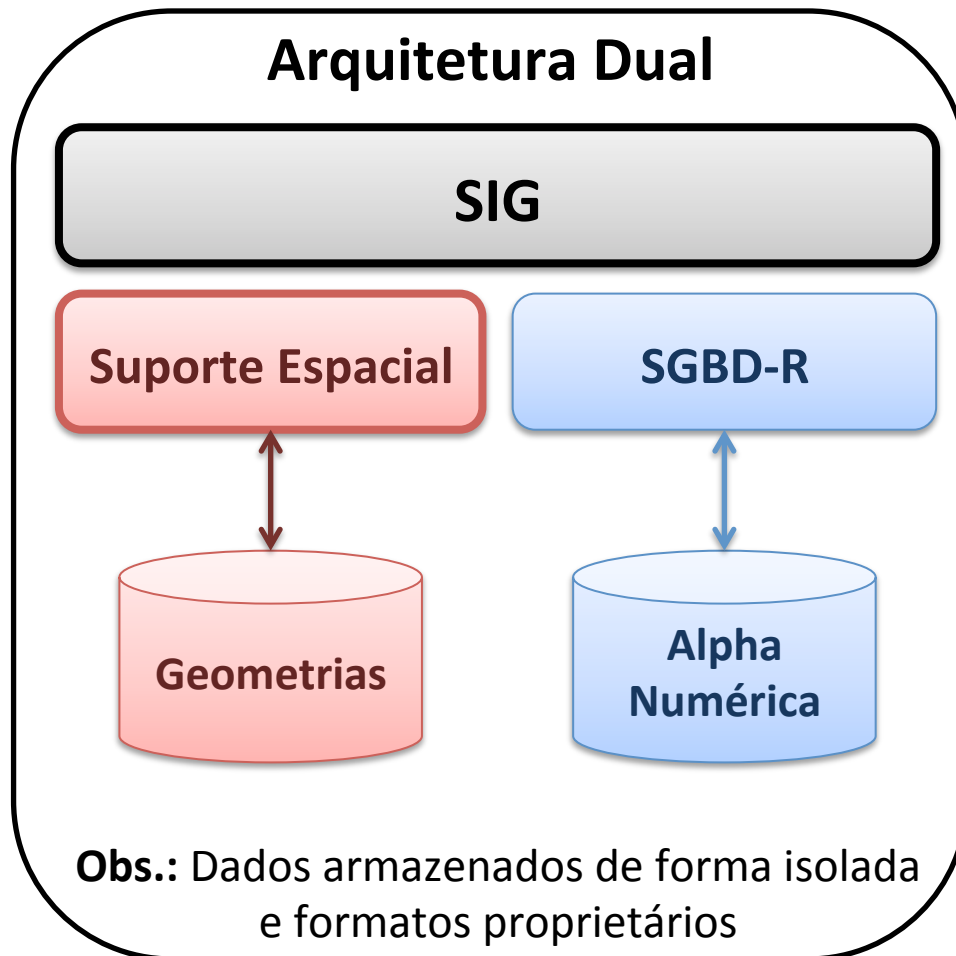 Arquitetura Dual
SIG
Suporte Espacial
SGBD-R
Geometrias
Alpha
Numérica
Obs.: Dados armazenados de forma isolada
e formatos proprietários